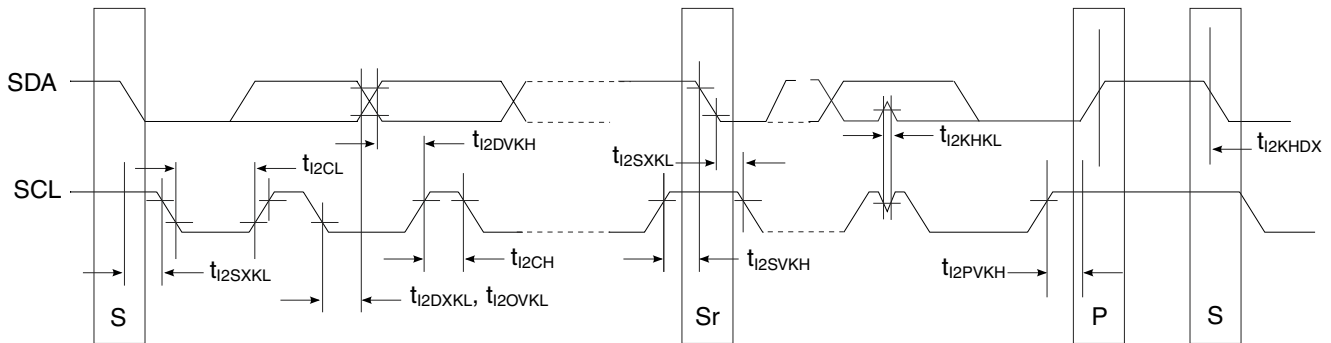 SDA
tI2DVKH
tI2KHKL
tI2KHDX
tI2CL
tI2SXKL
SCL
tI2SXKL
tI2CH
tI2SVKH
tI2PVKH
tI2DXKL, tI2OVKL
S
Sr
P
S